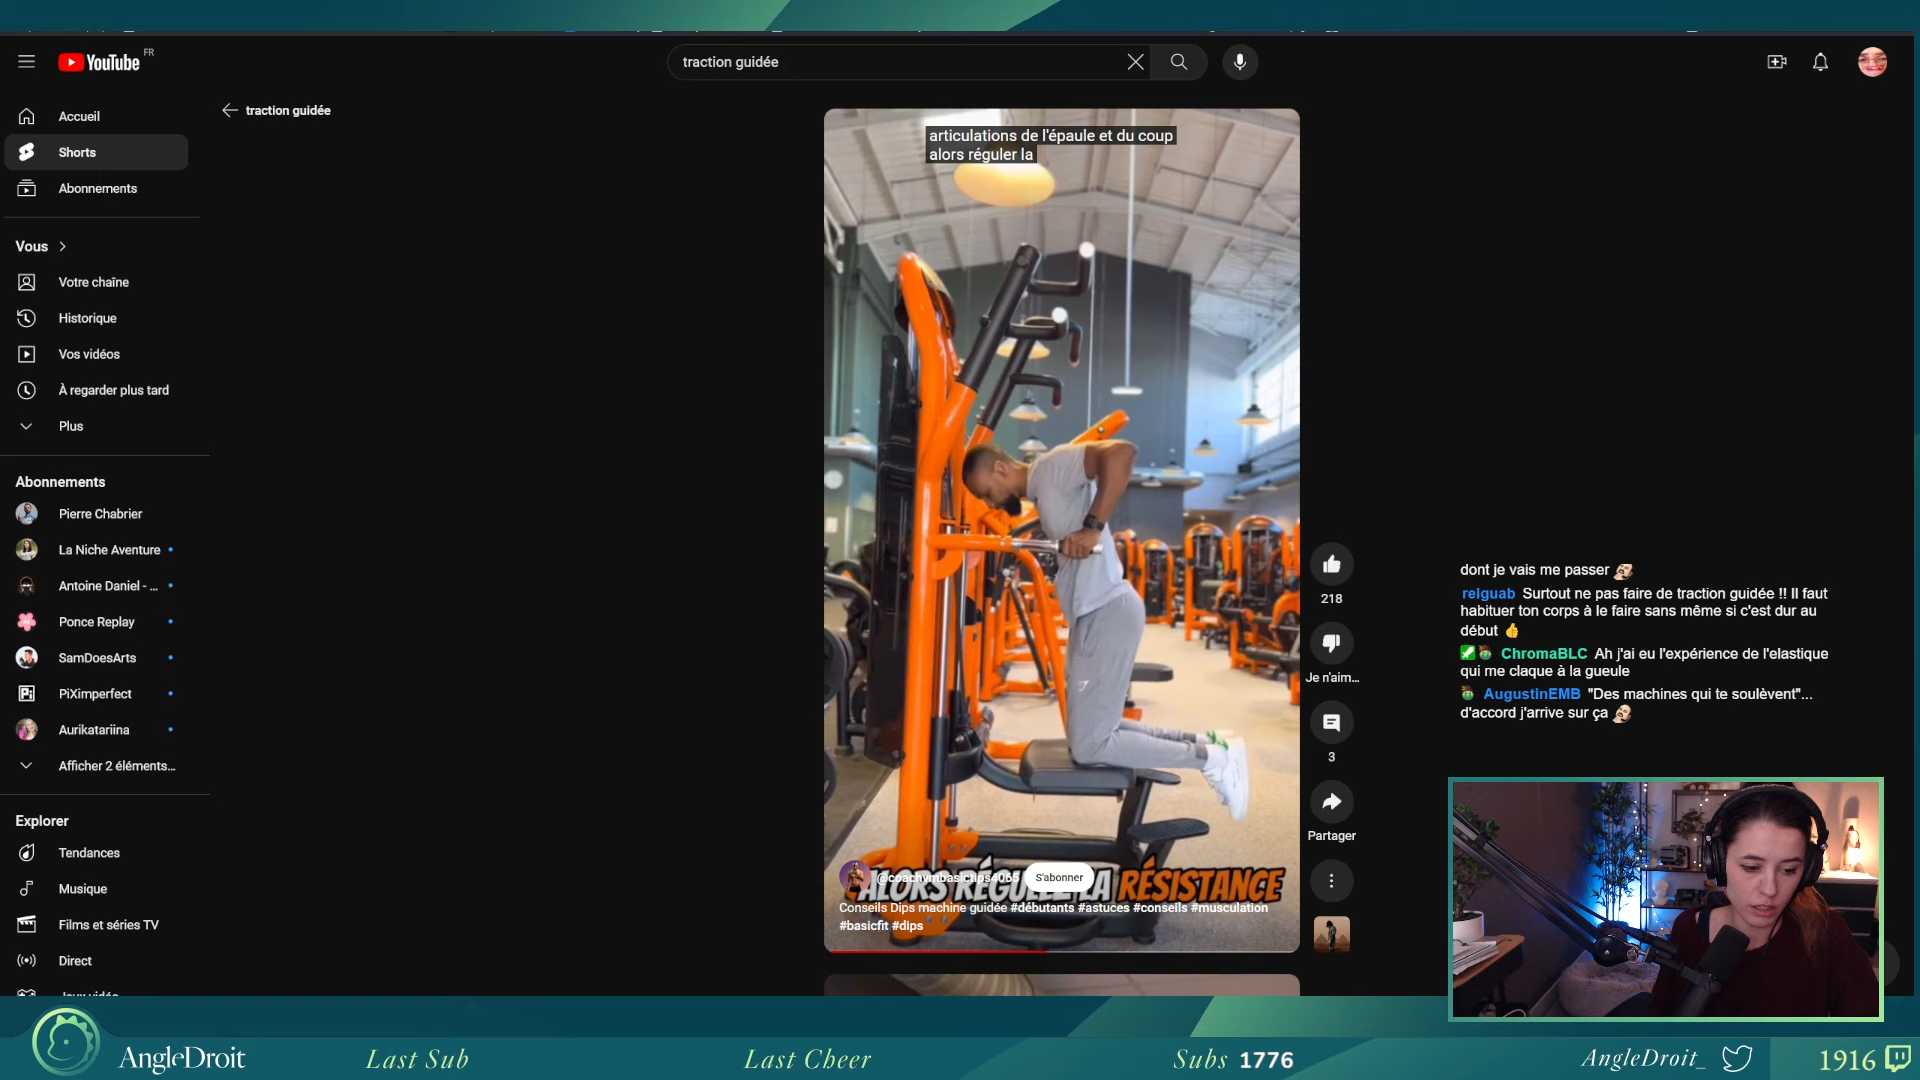 YouTube FR
traction guidée
Accueil
Shorts
Abonnements
Vous
Votre chaîne
Historique
Vos vidéos
À regarder plus tard
Plus
Abonnements
Pierre Chabrier
La Niche Aventure
Antoine Daniel - ...
Ponce Replay
SamDoesArts
PiXimperfect
Aurikatariina
Afficher 2 éléments...
Explorer
Tendances
Musique
Films et séries TV
Direct
Jeux vidéo
traction guidée
articulations de l'épaule et du coup
alors réguler la
ALORS RÉGULE LA RÉSISTANCE
@coachymbasictips4065 S'abonner
Conseils Dips machine guidée #débutants #astuces #conseils #musculation
#basicfit #dips
218
Je n'aim...
3
Partager
dont je vais me passer
relguab Surtout ne pas faire de traction guidée !! Il faut
habituer ton corps à le faire sans même si c'est dur au
début
ChromaBLC Ah j'ai eu l'expérience de l'elastique
qui me claque à la gueule
AugustinEMB "Des machines qui te soulèvent"...
d'accord j'arrive sur ça
AngleDroit
Last Sub
Last Cheer
Subs 1776
AngleDroit_
1916